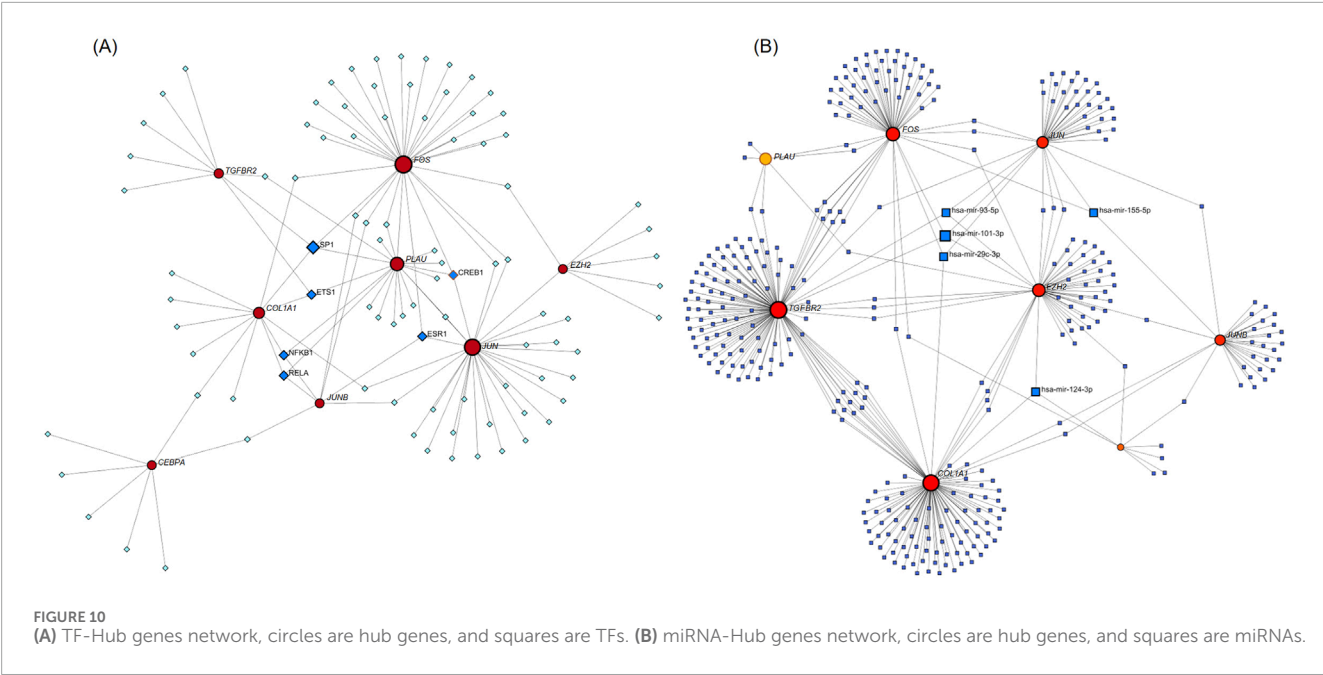 (A)
(B)
FOS
JUN
PLAU
TGFBR2
hsa-mir-93-5p
hsa-mir-155-5p
hsa-mir-101-3p
SP1
EZH2
hsa-mir-29c-3p
PLAU
CREB1
EZH2
ETS1
TGFBR2
COL1A1
ESR1
JUNB
JUN
NFKB1
RELA
hsa-mir-124-3p
JUNB
CEBPA
COL1A1
FOS
FIGURE 10
(A) TF-Hub genes network, circles are hub genes, and squares are TFs. (B) miRNA-Hub genes network, circles are hub genes, and squares are miRNAs.